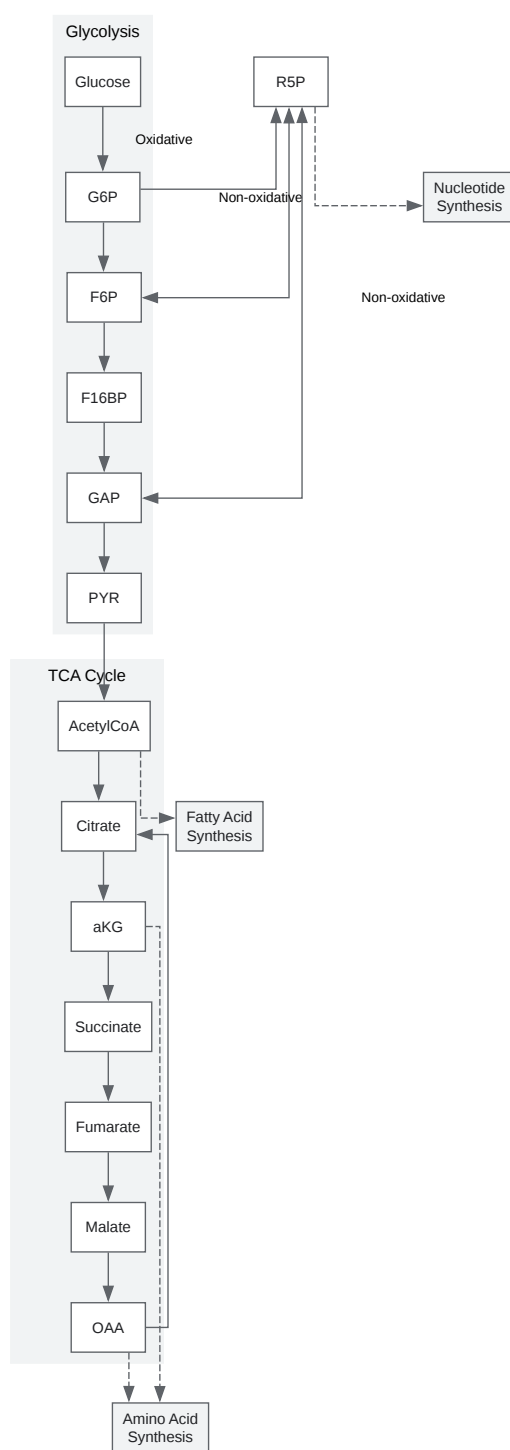 Glycolysis
Glucose
R5P
Oxidative
G6P
Non-oxidative
Nucleotide
Synthesis
F6P
Non-oxidative
F16BP
GAP
PYR
TCA Cycle
AcetylCoA
Citrate
Fatty Acid
Synthesis
aKG
Succinate
Fumarate
Malate
OAA
Amino Acid
Synthesis